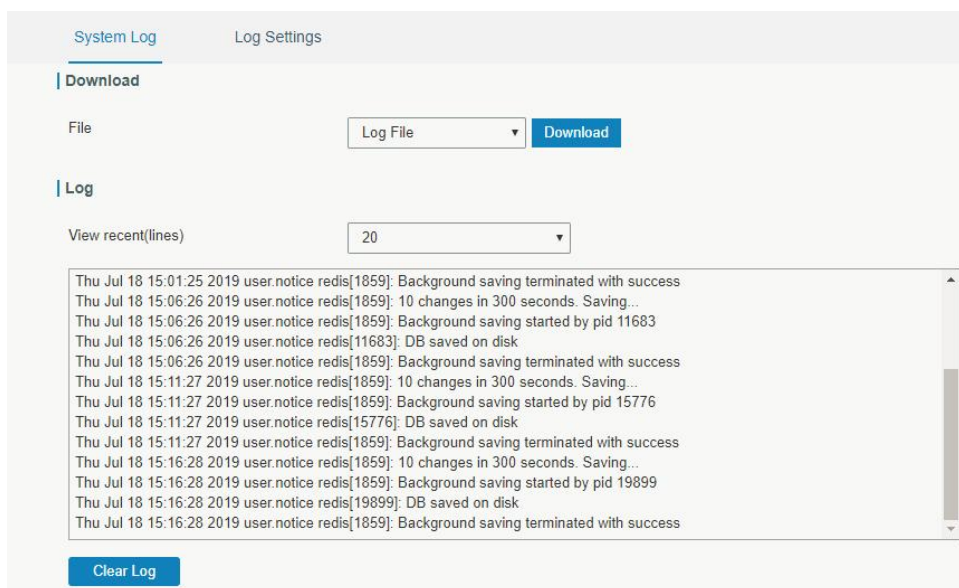 System Log Log Settings
Download
File Log File Download
Log
View recent(lines) 20
Thu Jul 18 15:01:25 2019 user.notice redis[1859]: Background saving terminated with success
Thu Jul 18 15:06:26 2019 user.notice redis[1859]: 10 changes in 300 seconds. Saving...
Thu Jul 18 15:06:26 2019 user.notice redis[1859]: Background saving started by pid 11683
Thu Jul 18 15:06:26 2019 user.notice redis[11683]: DB saved on disk
Thu Jul 18 15:06:26 2019 user.notice redis[1859]: Background saving terminated with success
Thu Jul 18 15:11:27 2019 user.notice redis[1859]: 10 changes in 300 seconds. Saving...
Thu Jul 18 15:11:27 2019 user.notice redis[1859]: Background saving started by pid 15776
Thu Jul 18 15:11:27 2019 user.notice redis[15776]: DB saved on disk
Thu Jul 18 15:11:27 2019 user.notice redis[1859]: Background saving terminated with success
Thu Jul 18 15:16:28 2019 user.notice redis[1859]: 10 changes in 300 seconds. Saving...
Thu Jul 18 15:16:28 2019 user.notice redis[1859]: Background saving started by pid 19899
Thu Jul 18 15:16:28 2019 user.notice redis[19899]: DB saved on disk
Thu Jul 18 15:16:28 2019 user.notice redis[1859]: Background saving terminated with success
Clear Log